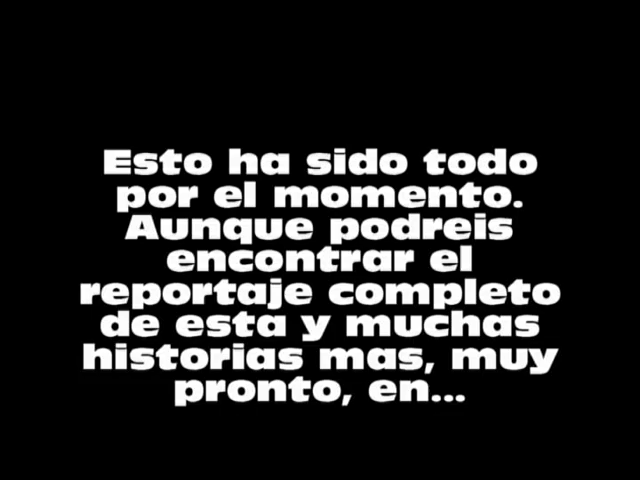 Esto ha sido todo
por el momento.
Aunque podreis
encontrar el
reportaje completo
de esta y muchas
historias mas, muy
pronto, en...